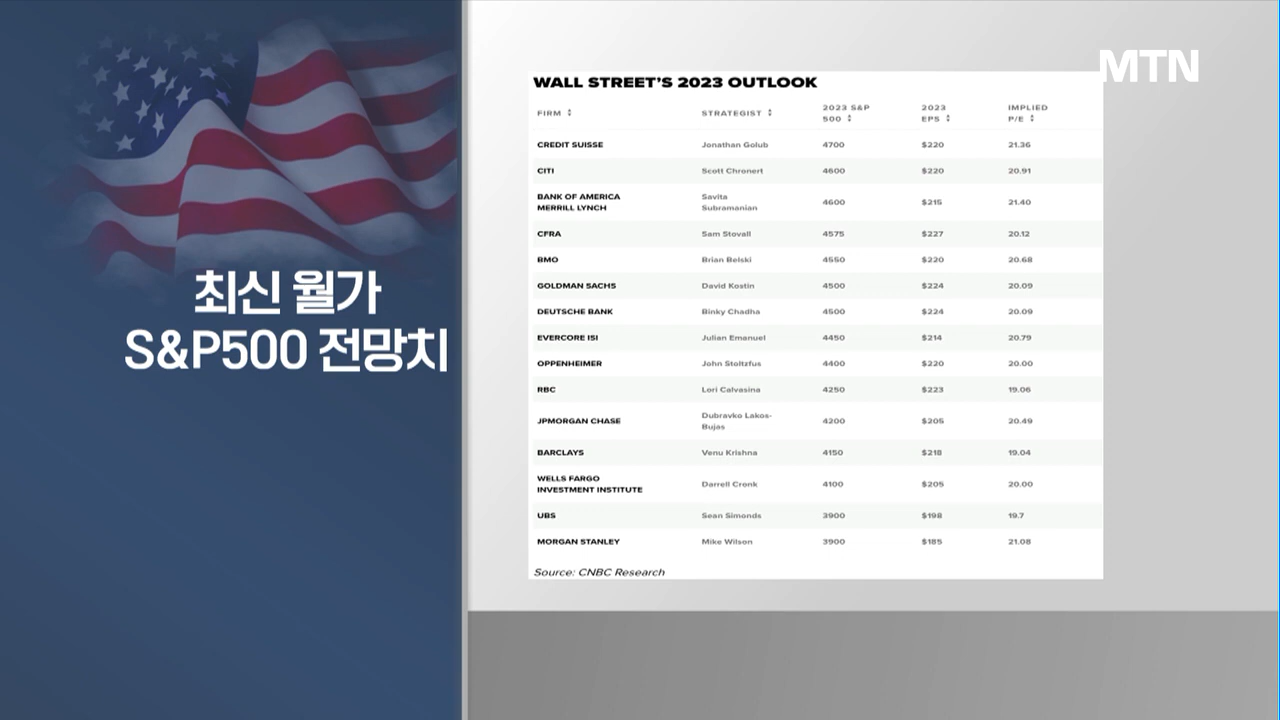 MTN
최신 월가
S&P500 전망치
WALL STREET'S 2023 OUTLOOK
FIRM STRATEGIST 2023 S&P 500 2023 EPS IMPLIED P/E
CREDIT SUISSE Jonathan Golub 4700 $220 21.36
CITI Scott Chronert 4600 $220 20.91
BANK OF AMERICA MERRILL LYNCH Savita Subramanian 4600 $215 21.40
CFRA Sam Stovall 4575 $227 20.12
BMO Brian Belski 4550 $220 20.68
GOLDMAN SACHS David Kostin 4500 $224 20.09
DEUTSCHE BANK Binky Chadha 4500 $224 20.09
EVERCORE ISI Julian Emanuel 4450 $214 20.79
OPPENHEIMER John Stoltzfus 4400 $220 20.00
RBC Lori Calvasina 4250 $223 19.06
JPMORGAN CHASE Dubravko Lakos-Bujas 4200 $205 20.49
BARCLAYS Venu Krishna 4150 $218 19.04
WELLS FARGO INVESTMENT INSTITUTE Darrell Cronk 4100 $205 20.00
UBS Sean Simonds 3900 $198 19.7
MORGAN STANLEY Mike Wilson 3900 $185 21.08
Source: CNBC Research